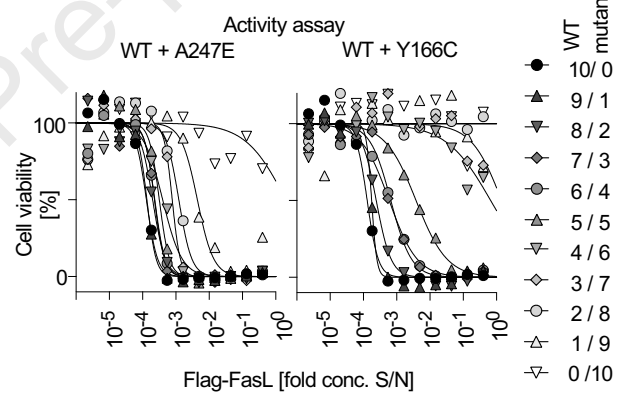 Pre-
Activity assay
WT + A247E
WT + Y166C
WT
mutan
10/ 0
9 / 1
8 / 2
7 / 3
6 / 4
5 / 5
4 / 6
3 / 7
2 / 8
1 / 9
0 /10
Cell viability
[%]
100
0
10-5
10-4
10-3
10-2
10-1
100
10-5
10-4
10-3
10-2
10-1
100
Flag-FasL [fold conc. S/N]